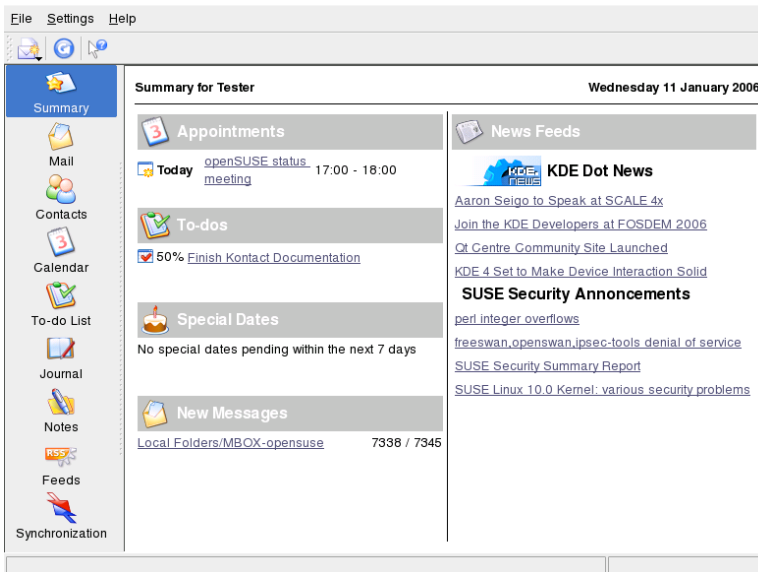 File Settings Help
Summary
Mail
Contacts
Calendar
To-do List
Journal
Notes
Feeds
Synchronization
Summary for Tester
Wednesday 11 January 2006
3 Appointments
Today openSUSE status 17:00 - 18:00
meeting
To-dos
50% Finish Kontact Documentation
Special Dates
No special dates pending within the next 7 days
New Messages
Local Folders/MBOX-opensuse 7338 / 7345
News Feeds
KDE NEWS KDE Dot News
Aaron Seigo to Speak at SCALE 4x
Join the KDE Developers at FOSDEM 2006
Qt Centre Community Site Launched
KDE 4 Set to Make Device Interaction Solid
SUSE Security Annoncements
perl integer overflows
freeswan,openswan,ipsec-tools denial of service
SUSE Security Summary Report
SUSE Linux 10.0 Kernel: various security problems
3
RSS